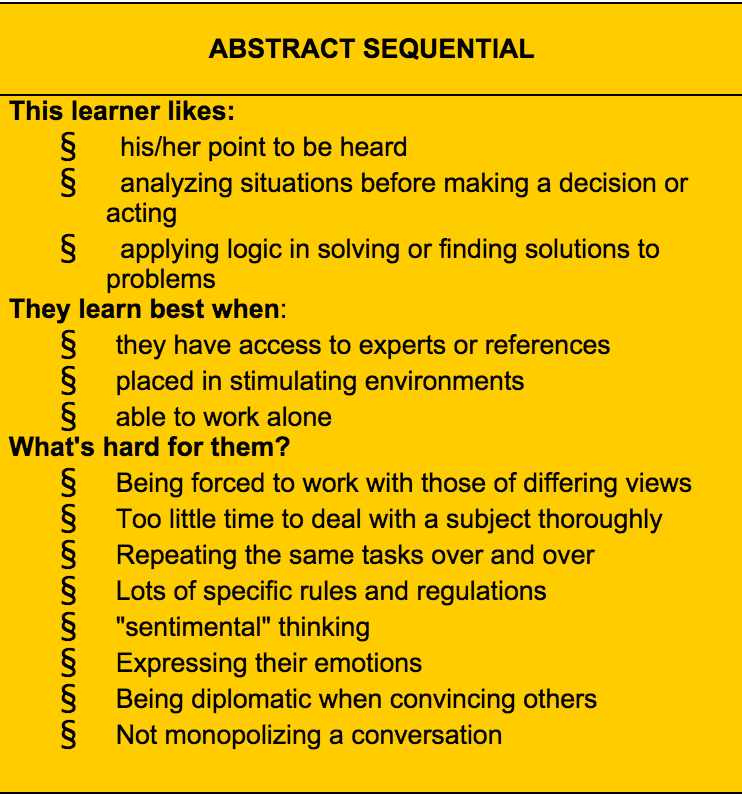 ABSTRACT SEQUENTIAL
This learner likes:
§ his/her point to be heard
§ analyzing situations before making a decision or
acting
§ applying logic in solving or finding solutions to
problems
They learn best when:
§ they have access to experts or references
§ placed in stimulating environments
§ able to work alone
What's hard for them?
§ Being forced to work with those of differing views
§ Too little time to deal with a subject thoroughly
§ Repeating the same tasks over and over
§ Lots of specific rules and regulations
§ "sentimental" thinking
§ Expressing their emotions
§ Being diplomatic when convincing others
§ Not monopolizing a conversation